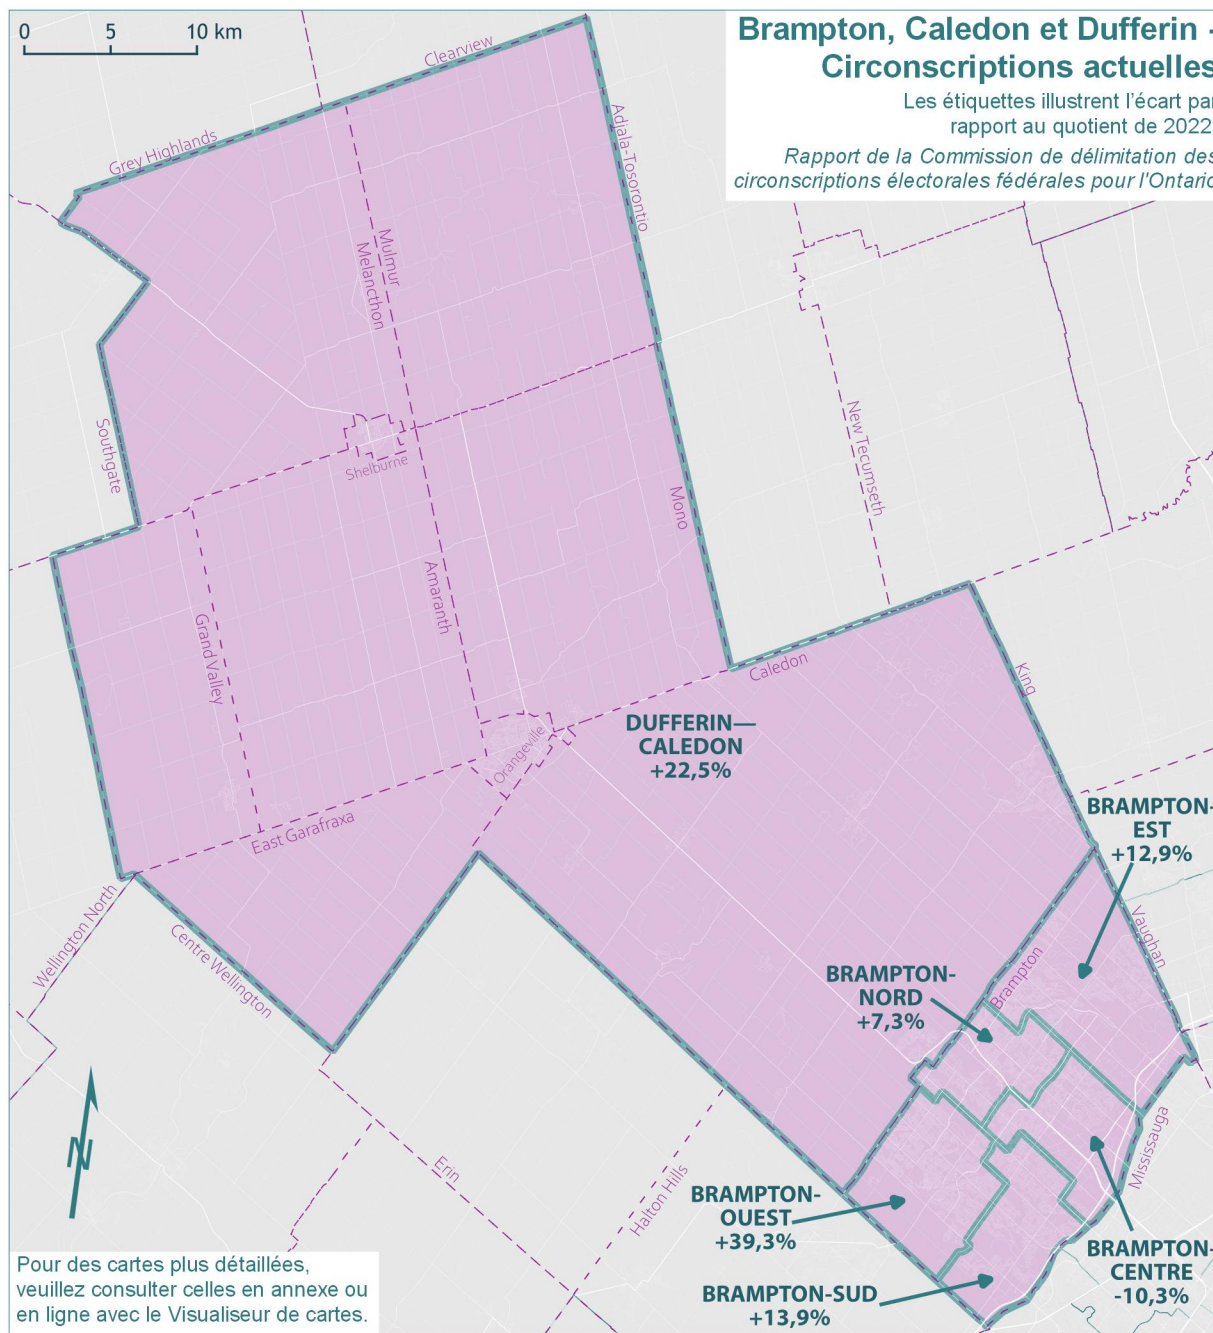 0 5 10 km
Brampton, Caledon et Dufferin -
Circonscriptions actuelles
Les étiquettes illustrent l'écart par
rapport au quotient de 2022
Rapport de la Commission de délimitation des
circonscriptions électorales fédérales pour l'Ontario
Clearview
Grey Highlands
Adjala-Tosorontio
Mulmur
Melancthon
Southgate
Shelburne
New Tecumseth
Mono
Amaranth
Grand Valley
Caledon
King
Orangeville
DUFFERIN—
CALEDON
+22,5%
East Garafraxa
BRAMPTON-
EST
+12,9%
Wellington North
Centre Wellington
Vaughan
Brampton
BRAMPTON-
NORD
+7,3%
N
Erin
Halton Hills
Mississauga
BRAMPTON-
OUEST
+39,3%
BRAMPTON-
CENTRE
-10,3%
BRAMPTON-SUD
+13,9%
Pour des cartes plus détaillées,
veuillez consulter celles en annexe ou
en ligne avec le Visualiseur de cartes.